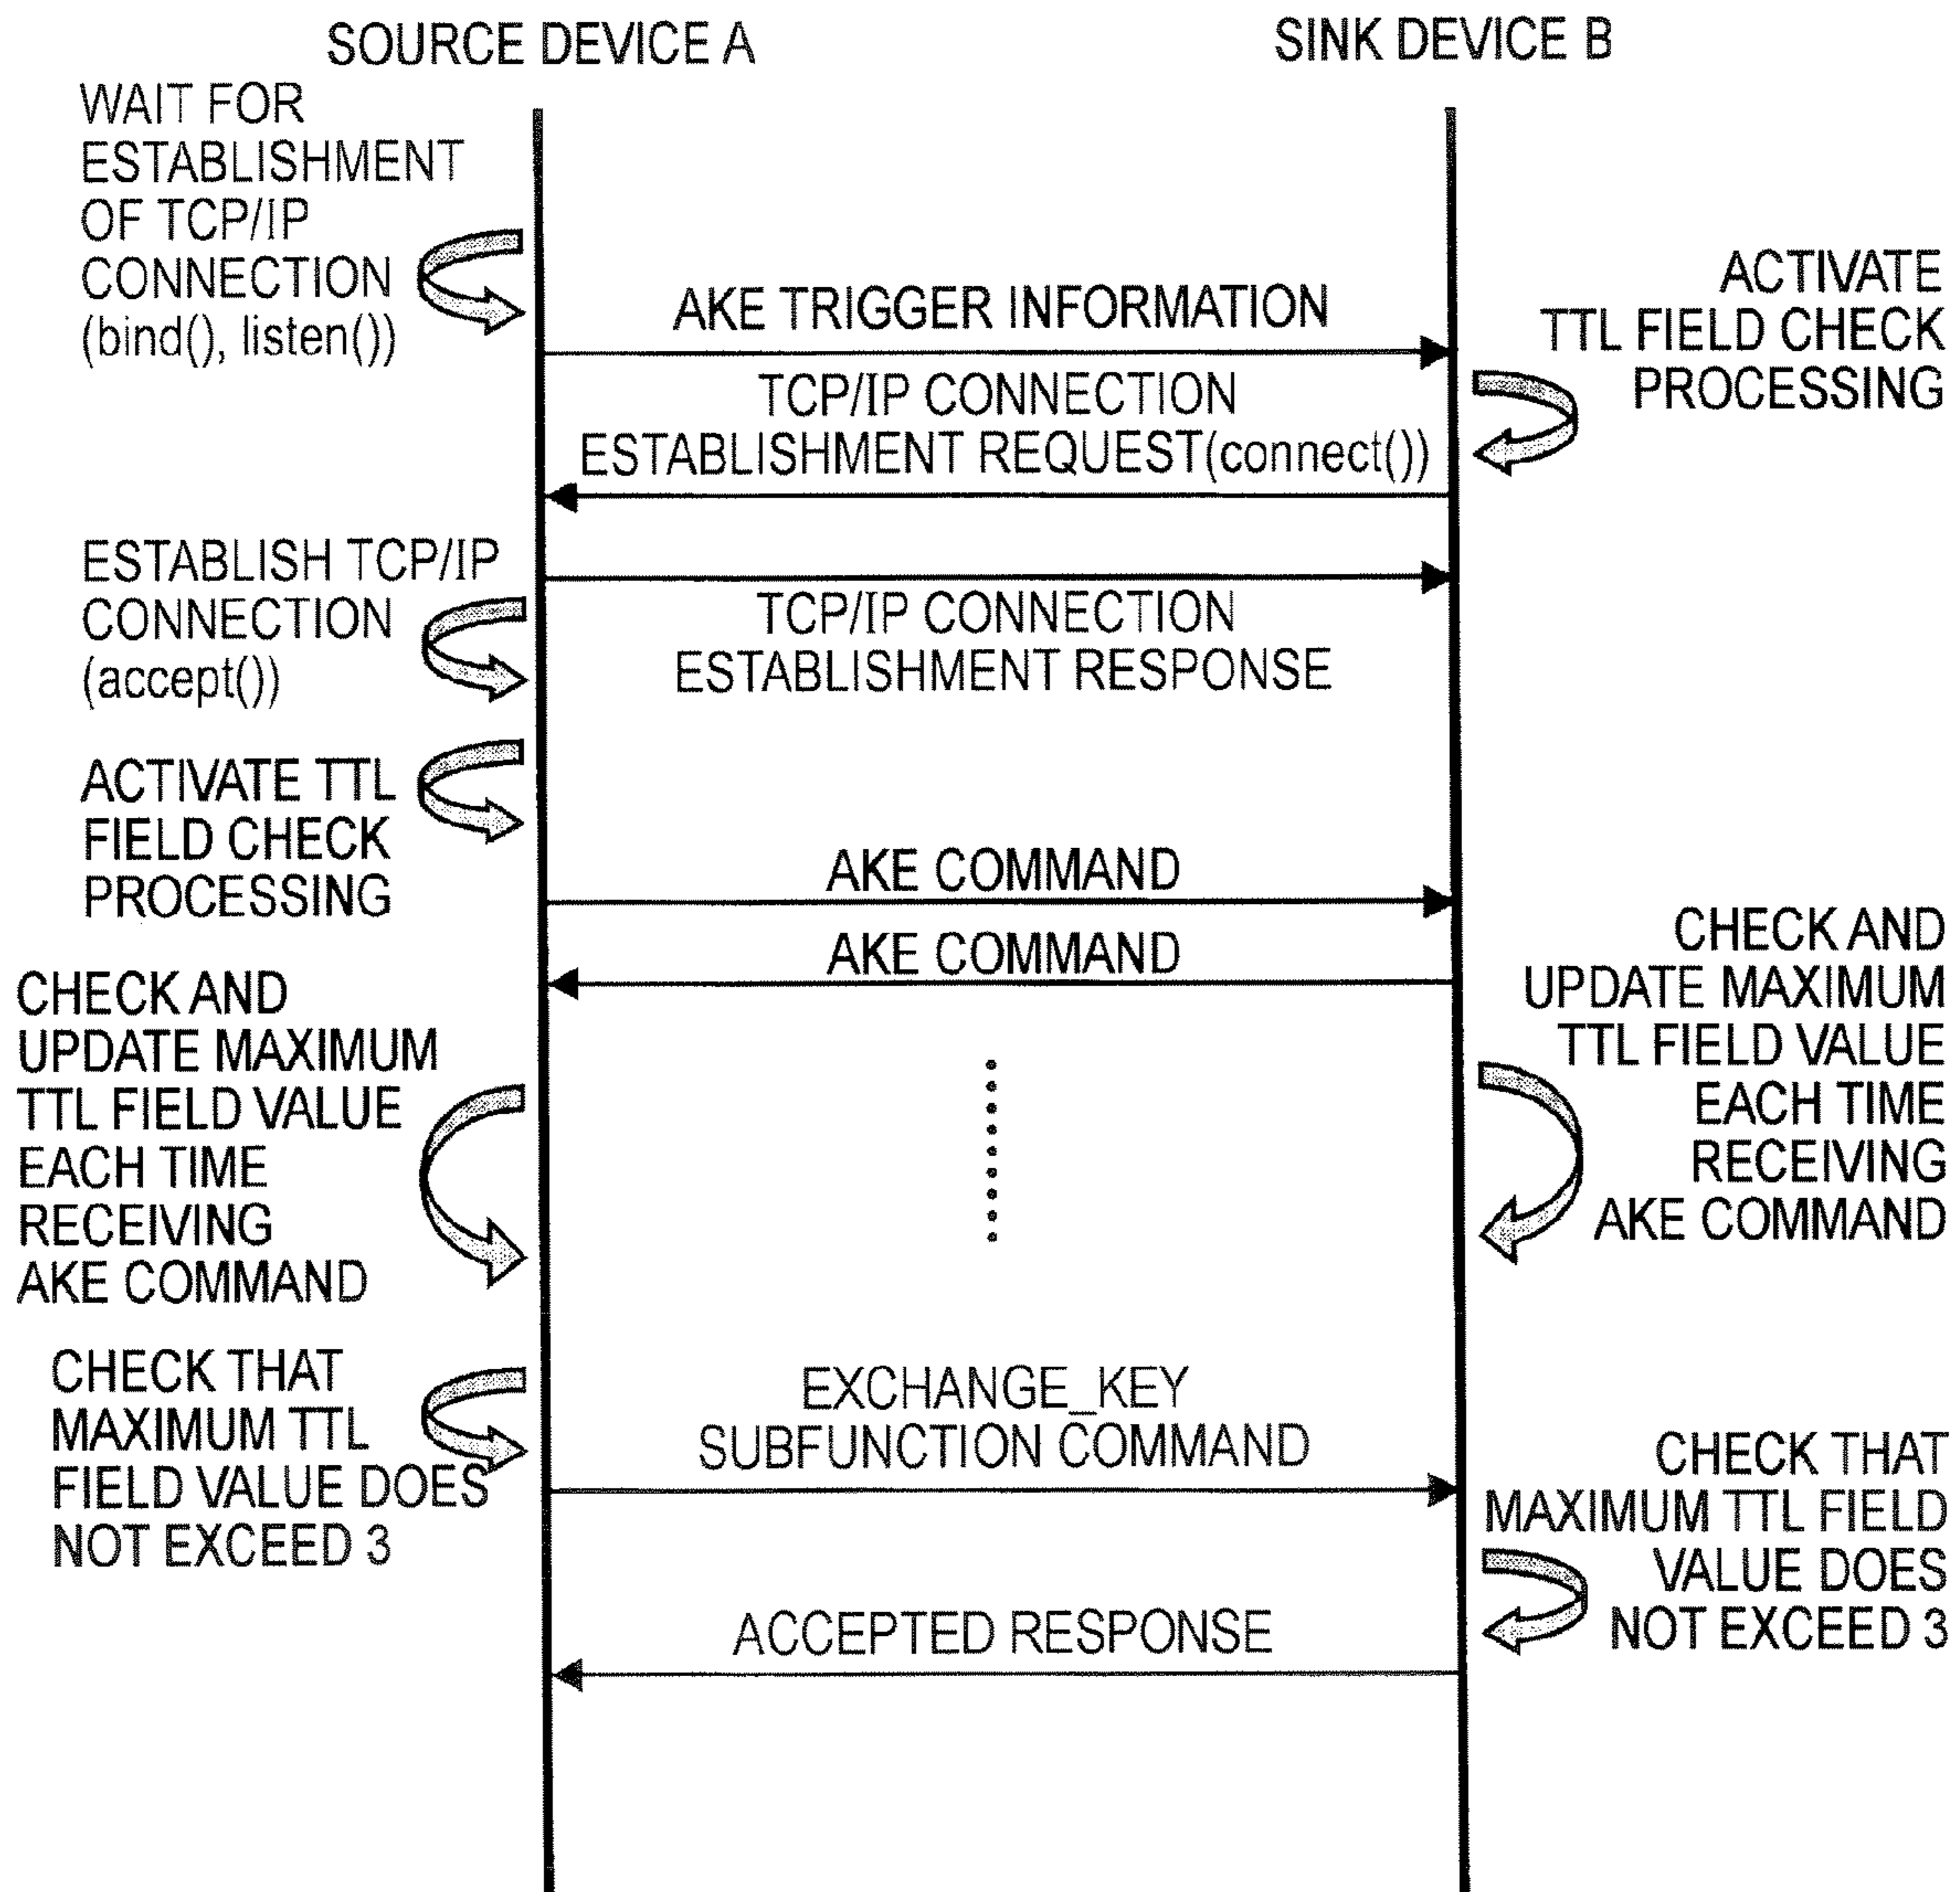 SOURCE DEVICE A
SINK DEVICE B
WAIT FOR
ESTABLISHMENT
OF TCP/IP
CONNECTION
(bind(), listen())
AKE TRIGGER INFORMATION
ACTIVATE
TTL FIELD CHECK
PROCESSING
TCP/IP CONNECTION
ESTABLISHMENT REQUEST(connect())
ESTABLISH TCP/IP
CONNECTION
(accept())
TCP/IP CONNECTION
ESTABLISHMENT RESPONSE
ACTIVATE TTL
FIELD CHECK
PROCESSING
AKE COMMAND
AKE COMMAND
CHECK AND
UPDATE MAXIMUM
TTL FIELD VALUE
EACH TIME
RECEIVING
AKE COMMAND
CHECK AND
UPDATE MAXIMUM
TTL FIELD VALUE
EACH TIME
RECEIVING
AKE COMMAND
CHECK THAT
MAXIMUM TTL
FIELD VALUE DOES
NOT EXCEED 3
EXCHANGE_KEY
SUBFUNCTION COMMAND
CHECK THAT
MAXIMUM TTL FIELD
VALUE DOES
NOT EXCEED 3
ACCEPTED RESPONSE